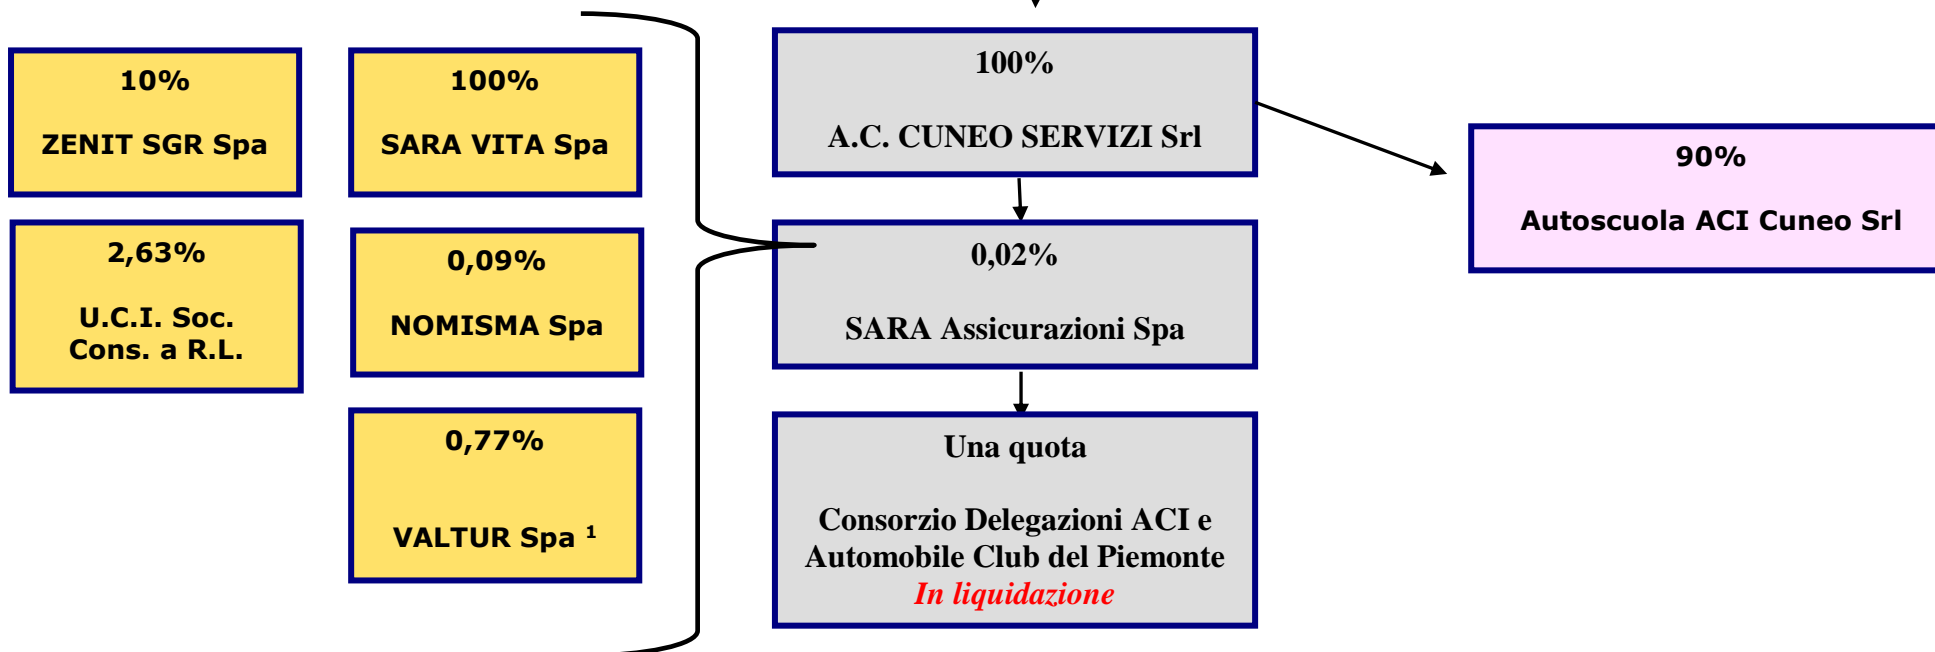 10%
ZENIT SGR Spa
100%
SARA VITA Spa
2,63%
U.C.I. Soc.
Cons. a R.L.
0,09%
NOMISMA Spa
0,77%
VALTUR Spa ¹
100%
A.C. CUNEO SERVIZI Srl
0,02%
SARA Assicurazioni Spa
Una quota
Consorzio Delegazioni ACI e
Automobile Club del Piemonte
In liquidazione
90%
Autoscuola ACI Cuneo Srl